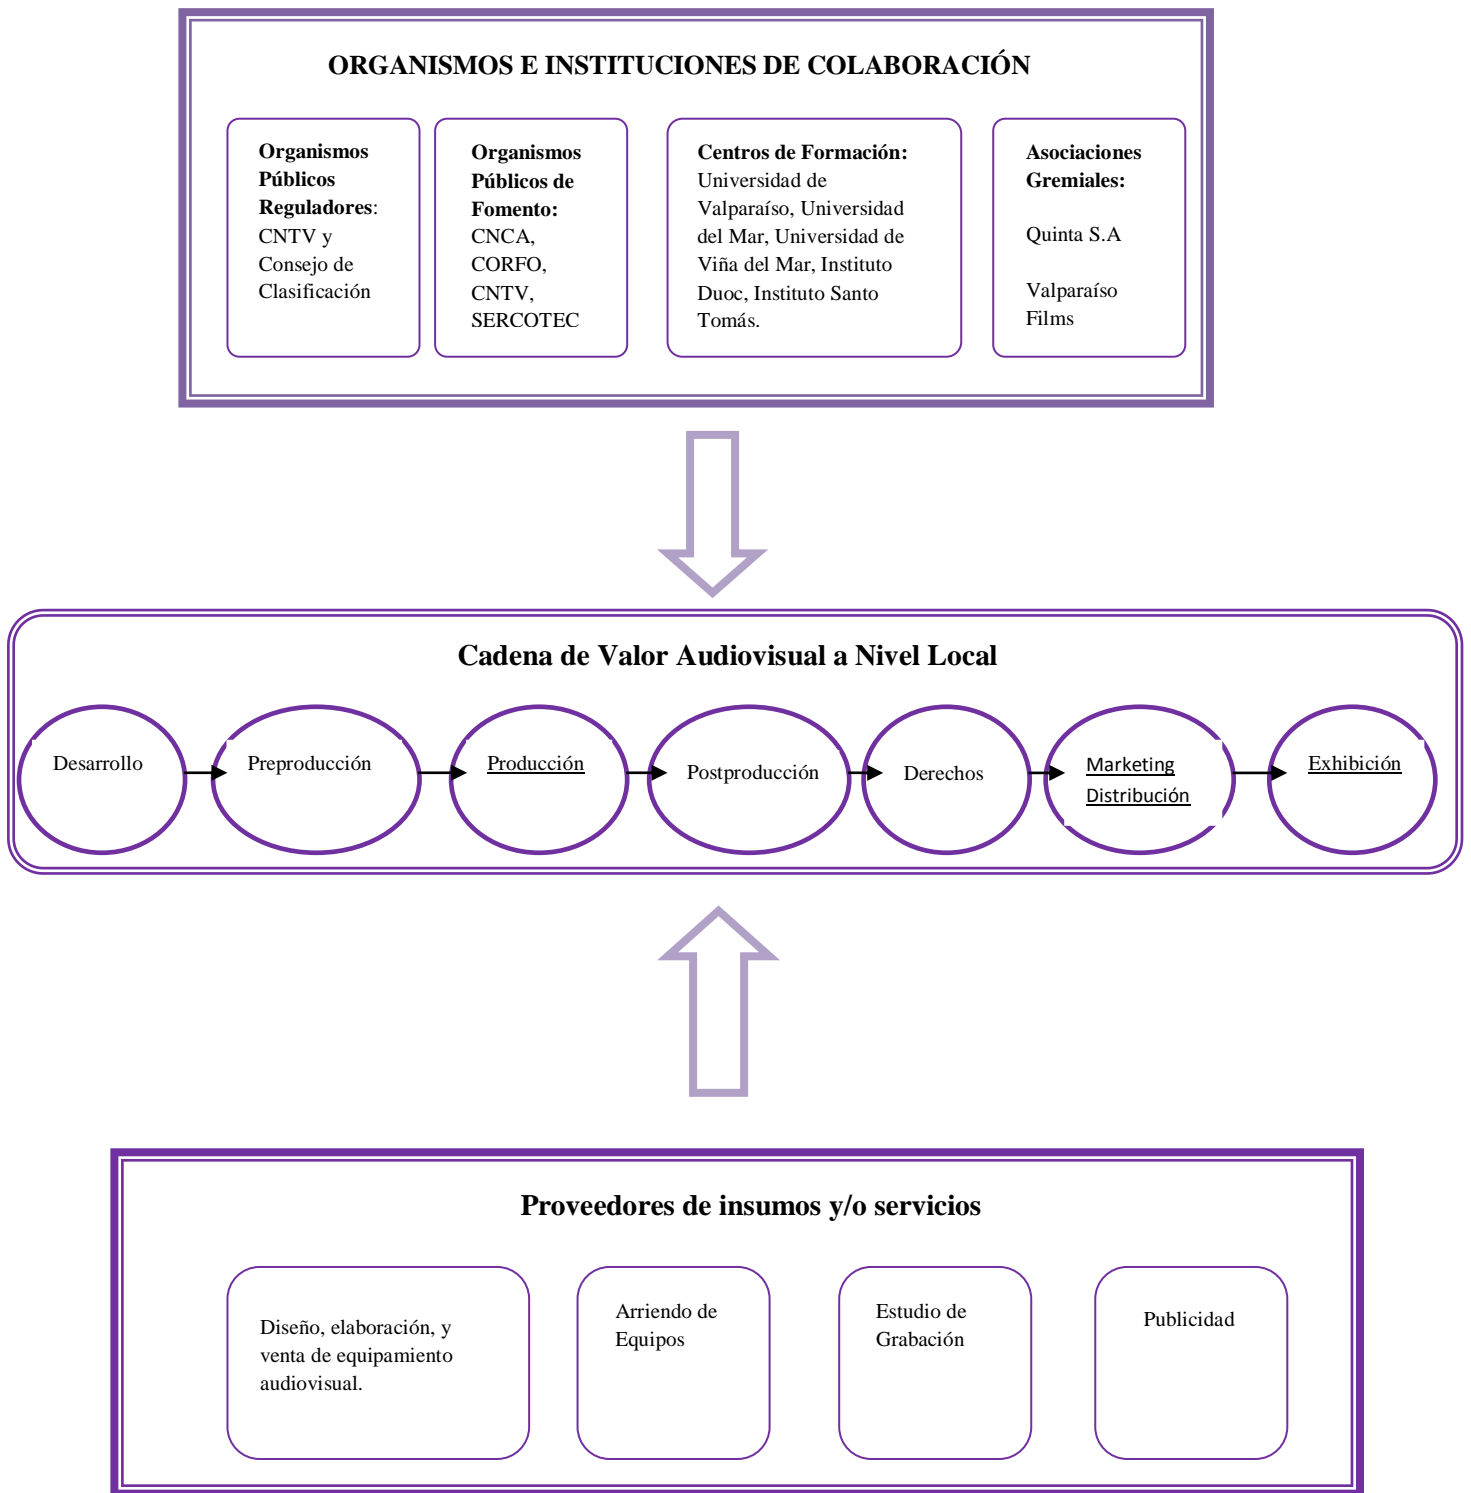 ORGANISMOS E INSTITUCIONES DE COLABORACIÓN
Organismos
Públicos
Reguladores:
CNTV y
Consejo de
Clasificación
Organismos
Públicos de
Fomento:
CNCA,
CORFO,
CNTV,
SERCOTEC
Centros de Formación:
Universidad de
Valparaíso, Universidad
del Mar, Universidad de
Viña del Mar, Instituto
Duoc, Instituto Santo
Tomás.
Asociaciones
Gremiales:
Quinta S.A
Valparaíso
Films
Cadena de Valor Audiovisual a Nivel Local
Desarrollo
Preproducción
Producción
Postproducción
Derechos
Marketing
Distribución
Exhibición
Proveedores de insumos y/o servicios
Diseño, elaboración, y
venta de equipamiento
audiovisual.
Arriendo de
Equipos
Estudio de
Grabación
Publicidad